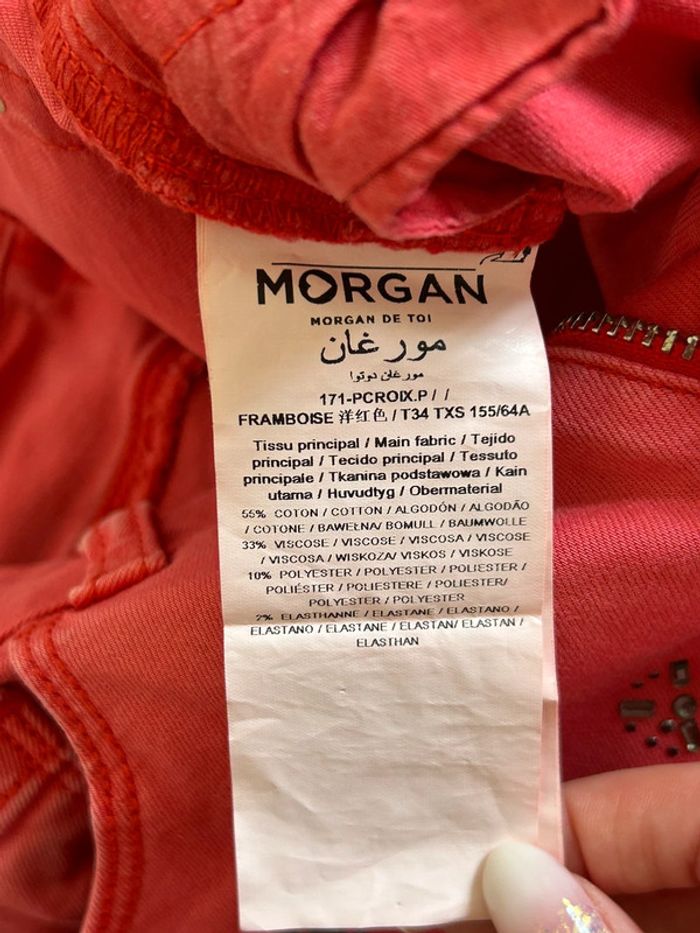 MORGAN
MORGAN DE TOI
مورغان
مورغان دوتوا
171-PCROIX.P / /
FRAMBOISE 洋红色 / T34 TXS 155/64A
Tissu principal / Main fabric / Tejido
principal / Tecido principal / Tessuto
principale / Tkanina podstawowa / Kain
utama / Huvudtyg / Obermaterial
55% COTON / COTTON / ALGODÓN / ALGODÃO
/ COTONE / BAWEŁNA/ BOMULL / BAUMWOLLE
33% VISCOSE / VISCOSE / VISCOSA / VISCOSE
/ VISCOSA / WISKOZA/ VISKOS / VISKOSE
10% POLYESTER / POLYESTER / POLIESTER /
POLIÉSTER / POLIESTERE / POLIESTER/
POLYESTER / POLYESTER
2% ELASTHANNE / ELASTANE / ELASTANO /
ELASTANO / ELASTANE / ELASTAN/ ELASTAN /
ELASTHAN